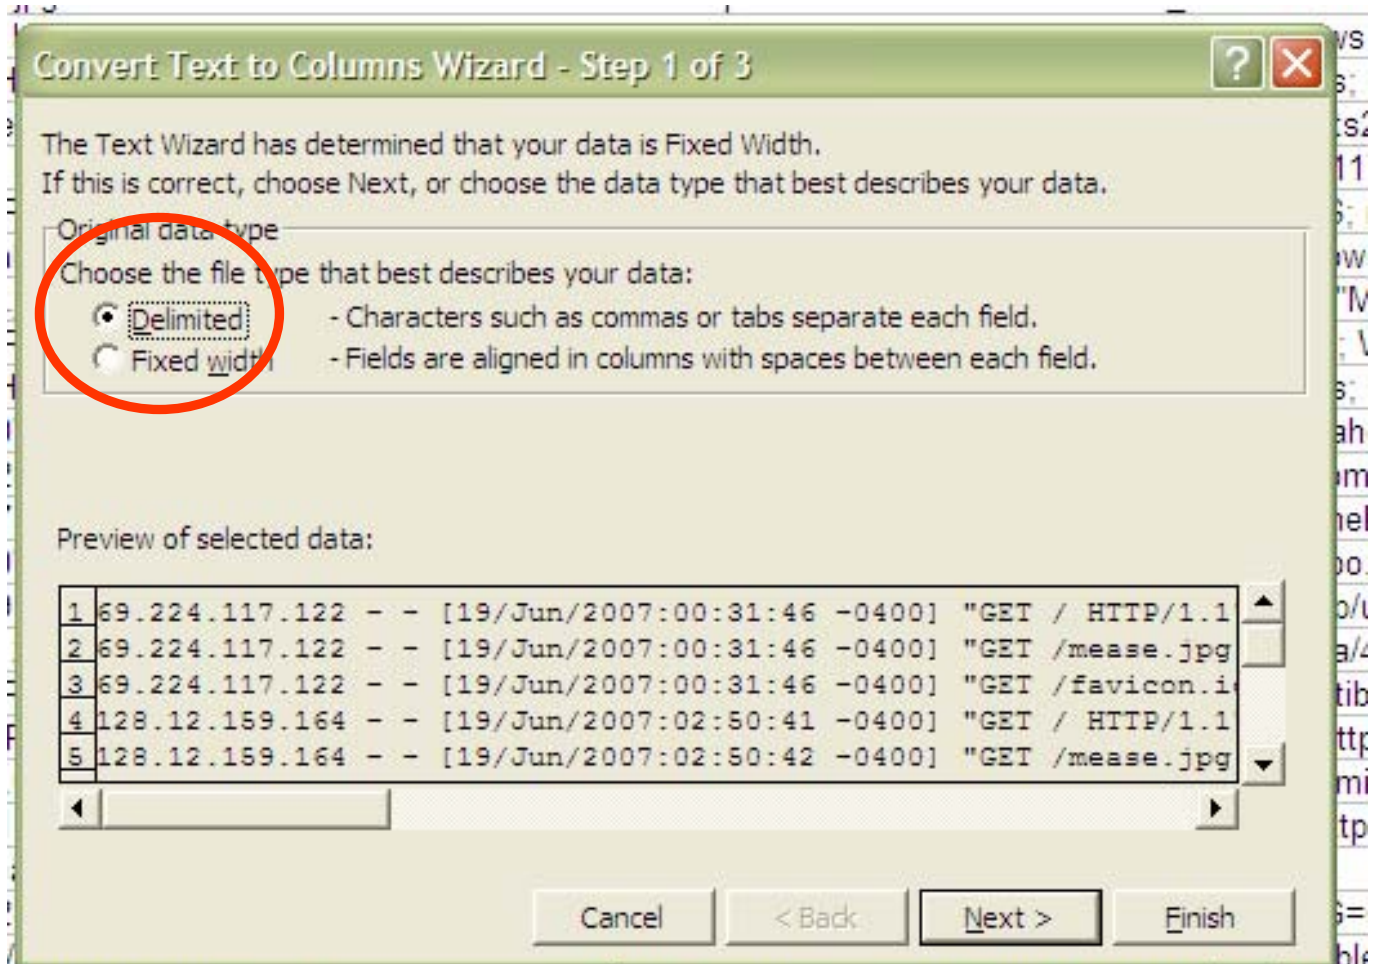 jpg
Convert Text to Columns Wizard - Step 1 of 3
The Text Wizard has determined that your data is Fixed Width.
If this is correct, choose Next, or choose the data type that best describes your data.
Original data type
Choose the file type that best describes your data:
Delimited - Characters such as commas or tabs separate each field.
Fixed width - Fields are aligned in columns with spaces between each field.
Preview of selected data:
1 69.224.117.122 - - [19/Jun/2007:00:31:46 -0400] "GET / HTTP/1.1
2 69.224.117.122 - - [19/Jun/2007:00:31:46 -0400] "GET /mease.jpg
3 69.224.117.122 - - [19/Jun/2007:00:31:46 -0400] "GET /favicon.i
4 128.12.159.164 - - [19/Jun/2007:02:50:41 -0400] "GET / HTTP/1.1
5 128.12.159.164 - - [19/Jun/2007:02:50:42 -0400] "GET /mease.jpg
Cancel < Back Next > Finish